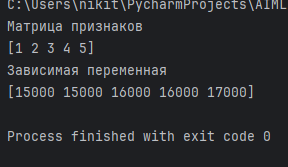 C:\Users\nikit\PycharmProjects\AIML
Матрица признаков
[1 2 3 4 5]
Зависимая переменная
[15000 15000 16000 16000 17000]
Process finished with exit code 0